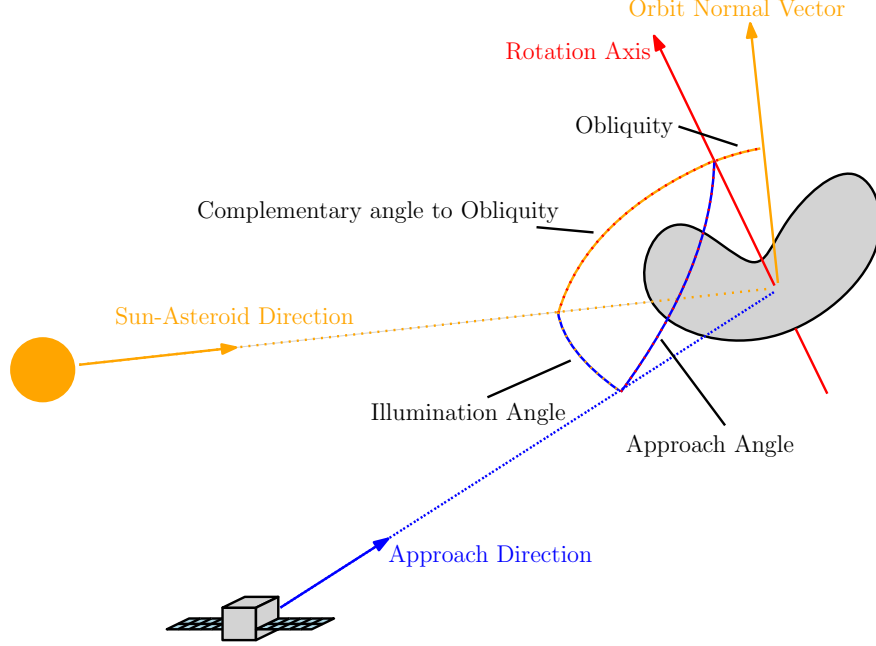 Orbit Normal Vector
Rotation Axis
Obliquity
Complementary angle to Obliquity
Sun-Asteroid Direction
Illumination Angle
Approach Angle
Approach Direction